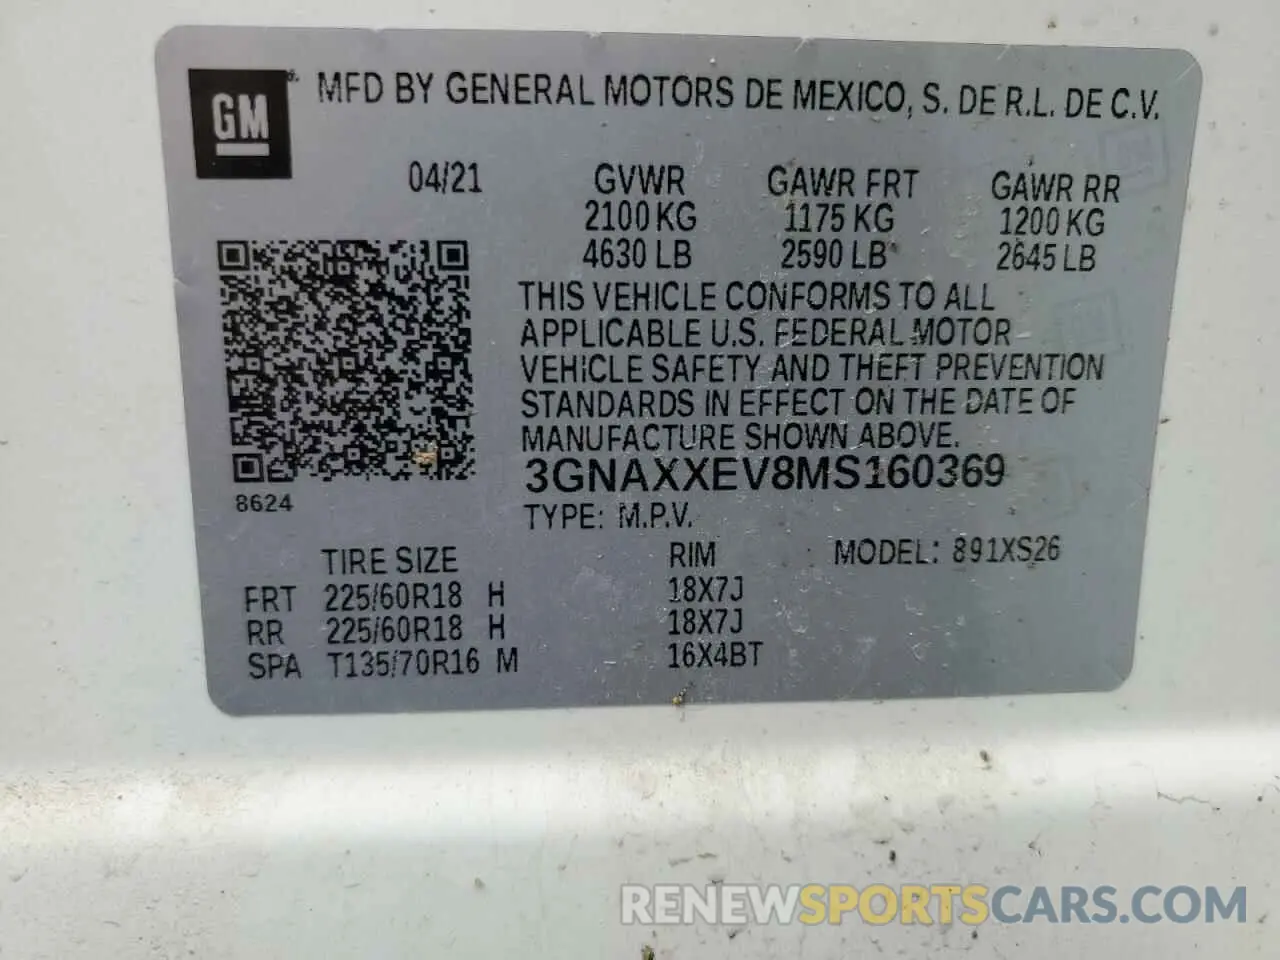 GM MFD BY GENERAL MOTORS DE MEXICO, S. DE R.L. DE C.V.
04/21 GVWR GAWR FRT GAWR RR
2100 KG 1175 KG 1200 KG
4630 LB 2590 LB 2645 LB
THIS VEHICLE CONFORMS TO ALL
APPLICABLE U.S. FEDERAL MOTOR
VEHICLE SAFETY AND THEFT PREVENTION
STANDARDS IN EFFECT ON THE DATE OF
MANUFACTURE SHOWN ABOVE.
3GNAXXEV8MS160369
8624
TYPE: M.P.V.
TIRE SIZE RIM MODEL: 891XS26
FRT 225/60R18 H 18X7J
RR 225/60R18 H 18X7J
SPA T135/70R16 M 16X4BT
RENEWSPORTSCARS.COM